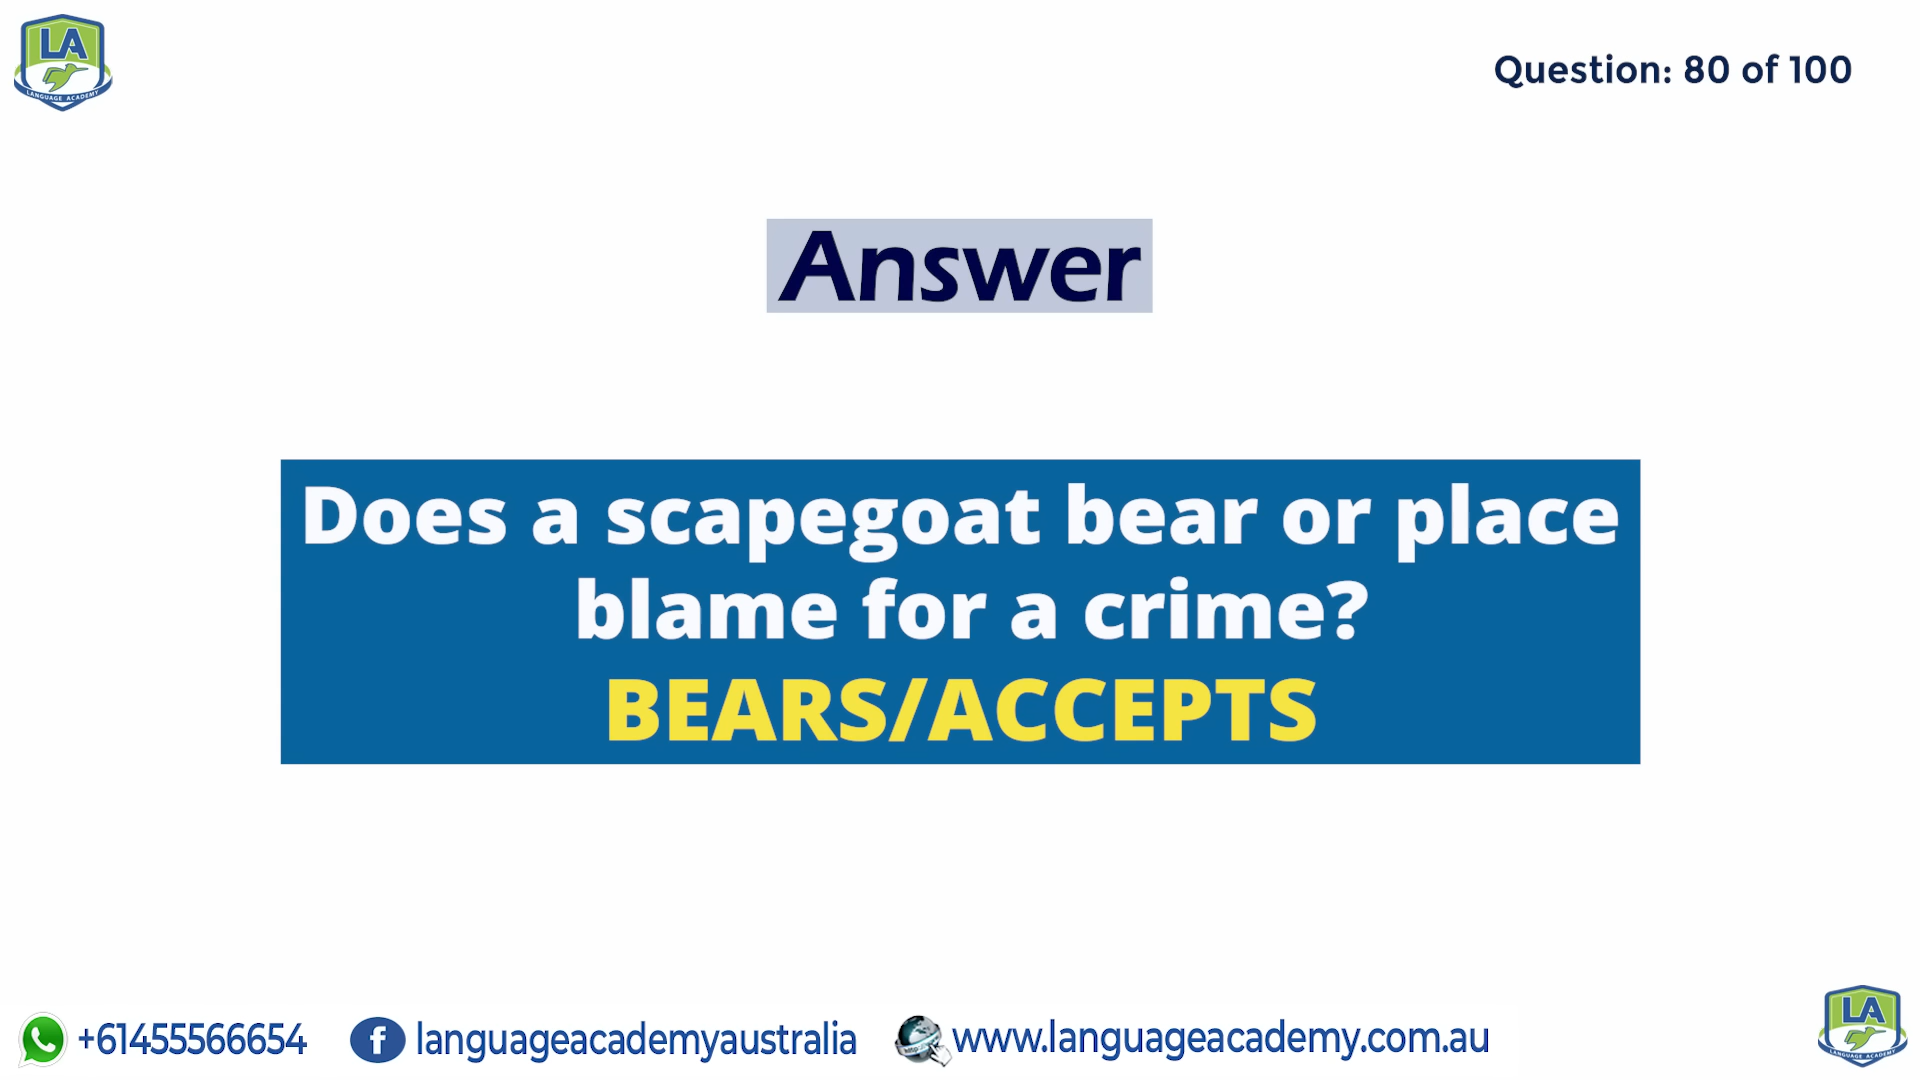 LA
LANGUAGE ACADEMY
Question: 80 of 100
Answer
Does a scapegoat bear or place
blame for a crime?
BEARS/ACCEPTS
+61455566654
f languageacademyaustralia
http
www.languageacademy.com.au
LA
LANGUAGE ACADEMY